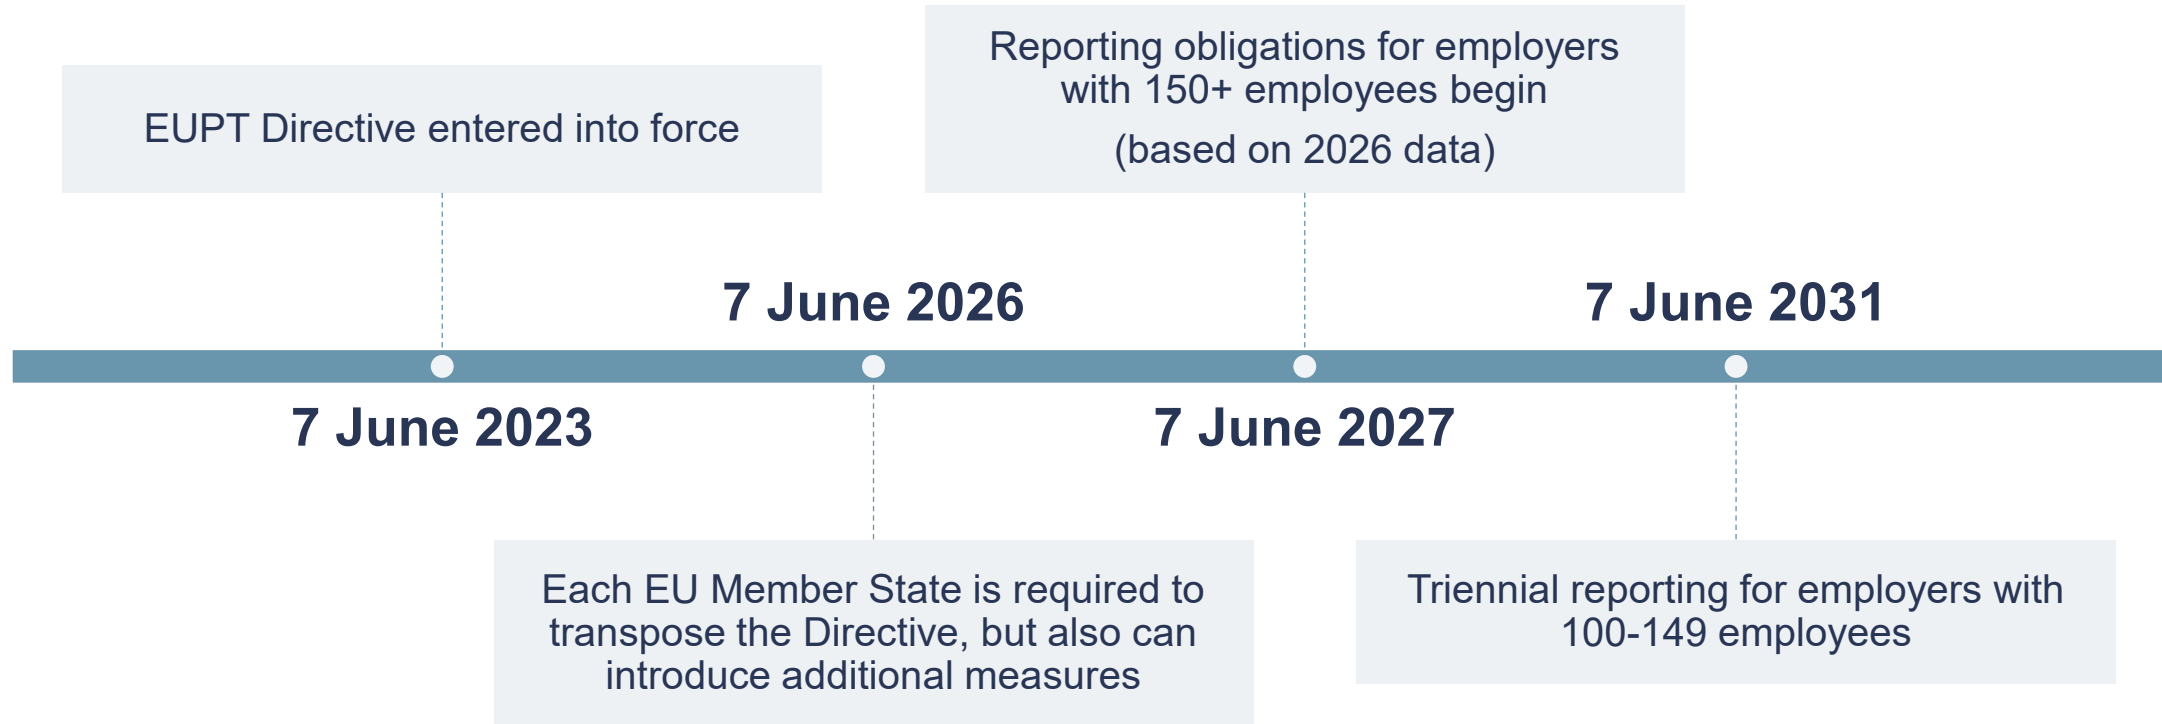 EUPT Directive entered into force
7 June 2023
7 June 2026
Each EU Member State is required to
transpose the Directive, but also can
introduce additional measures
Reporting obligations for employers
with 150+ employees begin
(based on 2026 data)
7 June 2027
7 June 2031
Triennial reporting for employers with
100-149 employees